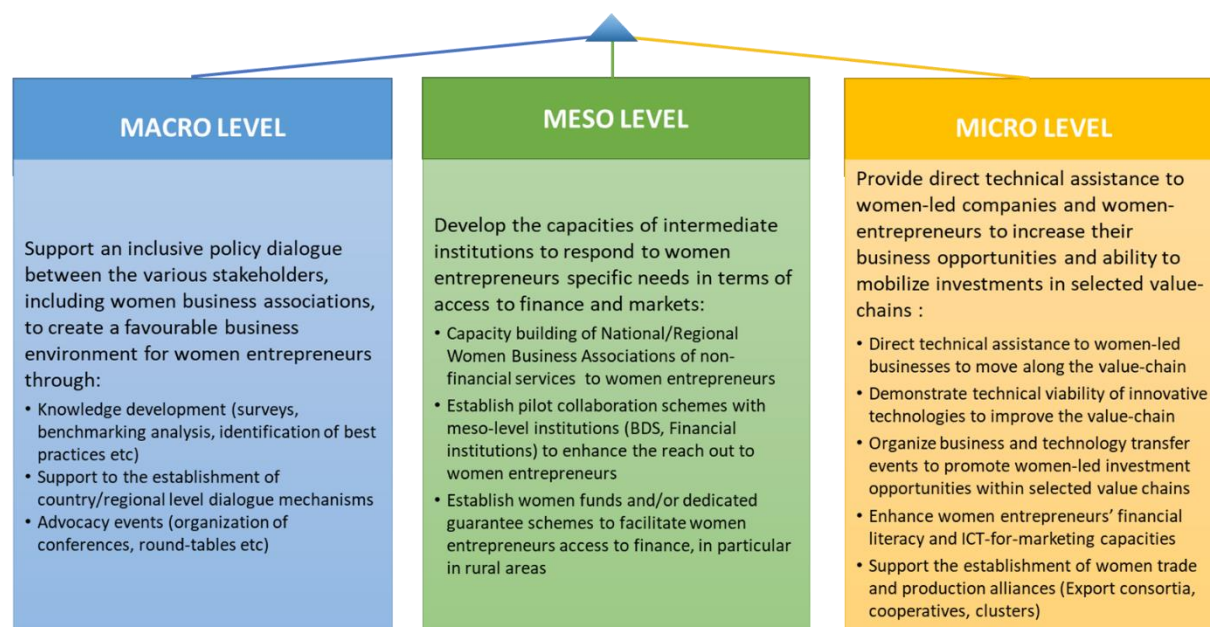 MACRO LEVEL
Support an inclusive policy dialogue
between the various stakeholders,
including women business associations,
to create a favourable business
environment for women entrepreneurs
through:
• Knowledge development (surveys,
benchmarking analysis, identification of best
practices etc)
• Support to the establishment of
country/regional level dialogue mechanisms
• Advocacy events (organization of
conferences, round-tables etc)
MESO LEVEL
Develop the capacities of intermediate
institutions to respond to women
entrepreneurs specific needs in terms of
access to finance and markets:
• Capacity building of National/Regional
Women Business Associations of non-
financial services to women entrepreneurs
• Establish pilot collaboration schemes with
meso-level institutions (BDS, Financial
institutions) to enhance the reach out to
women entrepreneurs
• Establish women funds and/or dedicated
guarantee schemes to facilitate women
entrepreneurs access to finance, in particular
in rural areas
MICRO LEVEL
Provide direct technical assistance to
women-led companies and women-
entrepreneurs to increase their
business opportunities and ability to
mobilize investments in selected value-
chains :
• Direct technical assistance to women-led
businesses to move along the value-chain
• Demonstrate technical viability of innovative
technologies to improve the value-chain
• Organize business and technology transfer
events to promote women-led investment
opportunities within selected value chains
• Enhance women entrepreneurs’ financial
literacy and ICT-for-marketing capacities
• Support the establishment of women trade
and production alliances (Export consortia,
cooperatives, clusters)